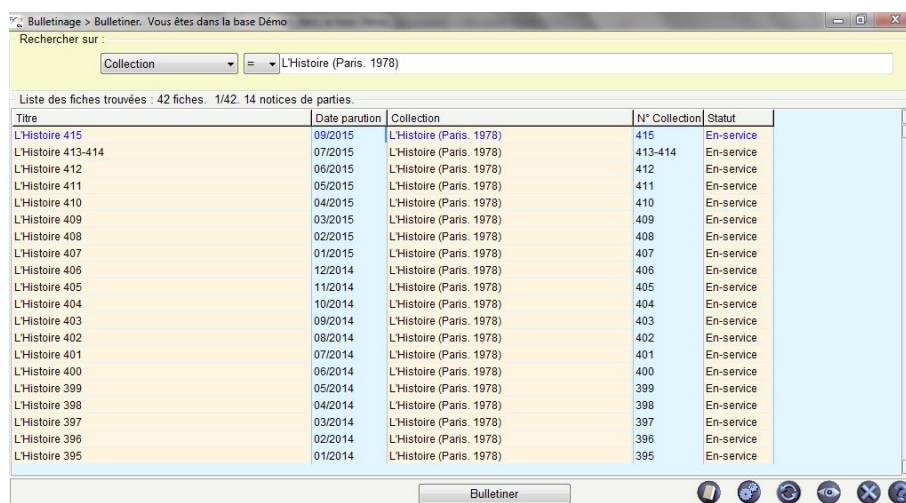 Bulletinage > Bulletiner. Vous êtes dans la base Démo
Rechercher sur :
Collection = L'Histoire (Paris. 1978)
Liste des fiches trouvées : 42 fiches. 1/42. 14 notices de parties.
Titre Date parution Collection N° Collection Statut
L'Histoire 415 09/2015 L'Histoire (Paris. 1978) 415 En-service
L'Histoire 413-414 07/2015 L'Histoire (Paris. 1978) 413-414 En-service
L'Histoire 412 06/2015 L'Histoire (Paris. 1978) 412 En-service
L'Histoire 411 05/2015 L'Histoire (Paris. 1978) 411 En-service
L'Histoire 410 04/2015 L'Histoire (Paris. 1978) 410 En-service
L'Histoire 409 03/2015 L'Histoire (Paris. 1978) 409 En-service
L'Histoire 408 02/2015 L'Histoire (Paris. 1978) 408 En-service
L'Histoire 407 01/2015 L'Histoire (Paris. 1978) 407 En-service
L'Histoire 406 12/2014 L'Histoire (Paris. 1978) 406 En-service
L'Histoire 405 11/2014 L'Histoire (Paris. 1978) 405 En-service
L'Histoire 404 10/2014 L'Histoire (Paris. 1978) 404 En-service
L'Histoire 403 09/2014 L'Histoire (Paris. 1978) 403 En-service
L'Histoire 402 08/2014 L'Histoire (Paris. 1978) 402 En-service
L'Histoire 401 07/2014 L'Histoire (Paris. 1978) 401 En-service
L'Histoire 400 06/2014 L'Histoire (Paris. 1978) 400 En-service
L'Histoire 399 05/2014 L'Histoire (Paris. 1978) 399 En-service
L'Histoire 398 04/2014 L'Histoire (Paris. 1978) 398 En-service
L'Histoire 397 03/2014 L'Histoire (Paris. 1978) 397 En-service
L'Histoire 396 02/2014 L'Histoire (Paris. 1978) 396 En-service
L'Histoire 395 01/2014 L'Histoire (Paris. 1978) 395 En-service
Bulletiner